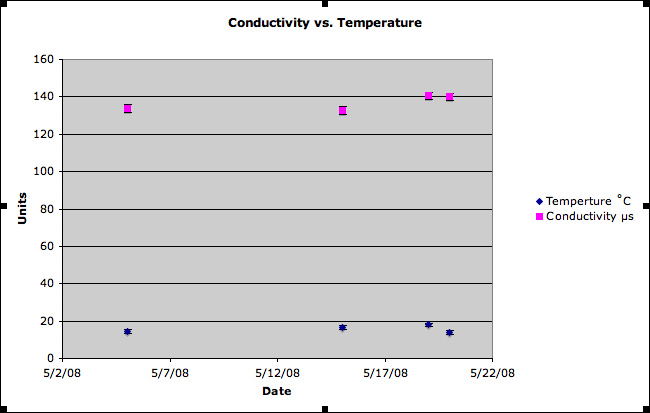 Conductivity vs. Temperature
160
140
120
100
80
60
40
20
0
Units
5/2/08 5/7/08 5/12/08 5/17/08 5/22/08
Date
Temperture °C
Conductivity µs